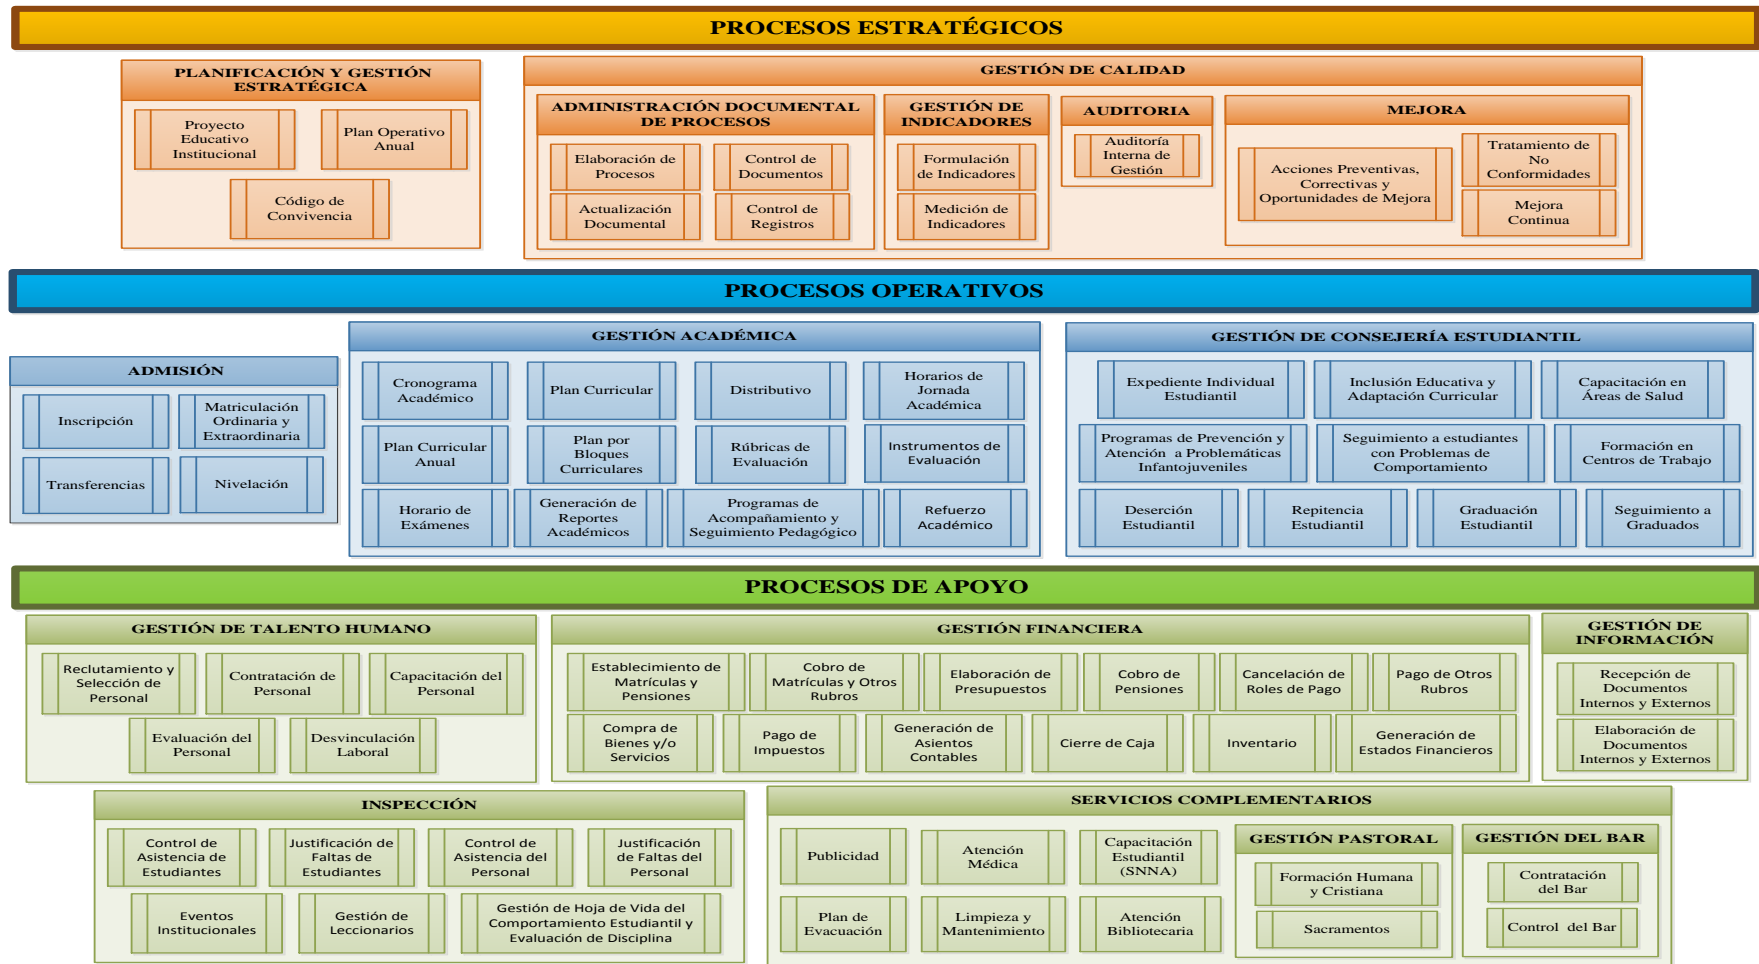 PROCESOS ESTRATÉGICOS
PLANIFICACIÓN Y GESTIÓN
ESTRATÉGICA
Proyecto
Educativo
Institucional
Plan Operativo
Anual
Código de
Convivencia
GESTIÓN DE CALIDAD
ADMINISTRACIÓN DOCUMENTAL
DE PROCESOS
Elaboración de
Procesos
Control de
Documentos
Actualización
Documental
Control de
Registros
GESTIÓN DE
INDICADORES
Formulación
de Indicadores
Medición de
Indicadores
AUDITORIA
Auditoría
Interna de
Gestión
MEJORA
Acciones Preventivas,
Correctivas y
Oportunidades de Mejora
Tratamiento de
No
Conformidades
Mejora
Continua
PROCESOS OPERATIVOS
ADMISIÓN
Inscripción
Matriculación
Ordinaria y
Extraordinaria
Transferencias
Nivelación
GESTIÓN ACADÉMICA
Cronograma
Académico
Plan Curricular
Distributivo
Horarios de
Jornada
Académica
Plan Curricular
Anual
Plan por
Bloques
Curriculares
Rúbricas de
Evaluación
Instrumentos de
Evaluación
Horario de
Exámenes
Generación de
Reportes
Académicos
Programas de
Acompañamiento y
Seguimiento Pedagógico
Refuerzo
Académico
GESTIÓN DE CONSEJERÍA ESTUDIANTIL
Expediente Individual
Estudiantil
Inclusión Educativa y
Adaptación Curricular
Capacitación en
Áreas de Salud
Programas de Prevención y
Atención a Problemáticas
Infantojuveniles
Seguimiento a estudiantes
con Problemas de
Comportamiento
Formación en
Centros de Trabajo
Deserción
Estudiantil
Repitencia
Estudiantil
Graduación
Estudiantil
Seguimiento a
Graduados
PROCESOS DE APOYO
GESTIÓN DE TALENTO HUMANO
Reclutamiento y
Selección de
Personal
Contratación de
Personal
Capacitación del
Personal
Evaluación del
Personal
Desvinculación
Laboral
GESTIÓN FINANCIERA
Establecimiento de
Matrículas y
Pensiones
Cobro de
Matrículas y Otros
Rubros
Elaboración de
Presupuestos
Cobro de
Pensiones
Cancelación de
Roles de Pago
Pago de Otros
Rubros
Compra de
Bienes y/o
Servicios
Pago de
Impuestos
Generación de
Asientos
Contables
Cierre de Caja
Inventario
Generación de
Estados Financieros
GESTIÓN DE
INFORMACIÓN
Recepción de
Documentos
Internos y Externos
Elaboración de
Documentos
Internos y Externos
INSPECCIÓN
Control de
Asistencia de
Estudiantes
Justificación de
Faltas de
Estudiantes
Control de
Asistencia del
Personal
Justificación
de Faltas del
Personal
Eventos
Institucionales
Gestión de
Leccionarios
Gestión de Hoja de Vida del
Comportamiento Estudiantil y
Evaluación de Disciplina
SERVICIOS COMPLEMENTARIOS
Publicidad
Atención
Médica
Capacitación
Estudiantil
(SNNA)
Plan de
Evacuación
Limpieza y
Mantenimiento
Atención
Bibliotecaria
GESTIÓN PASTORAL
Formación Humana
y Cristiana
Sacramentos
GESTIÓN DEL BAR
Contratación
del Bar
Control del Bar